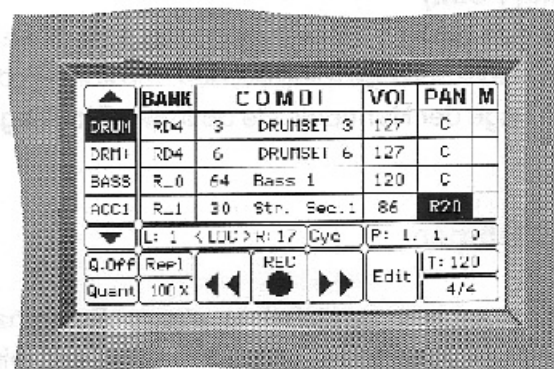 BANK COMBI VOL PAN M
DRUM RD4 3 DRUMSET 3 127 C
DRM1 RD4 6 DRUMSET 6 127 C
BASS R_0 64 Bass 1 120 C
ACC1 R_1 30 Str. Sec.1 86 R20
L: 1 < LOC > R: 17 Cyc P: 1. 1. 0
Q.Off Repl REC Edit T: 120
Quant 100 % 4/4